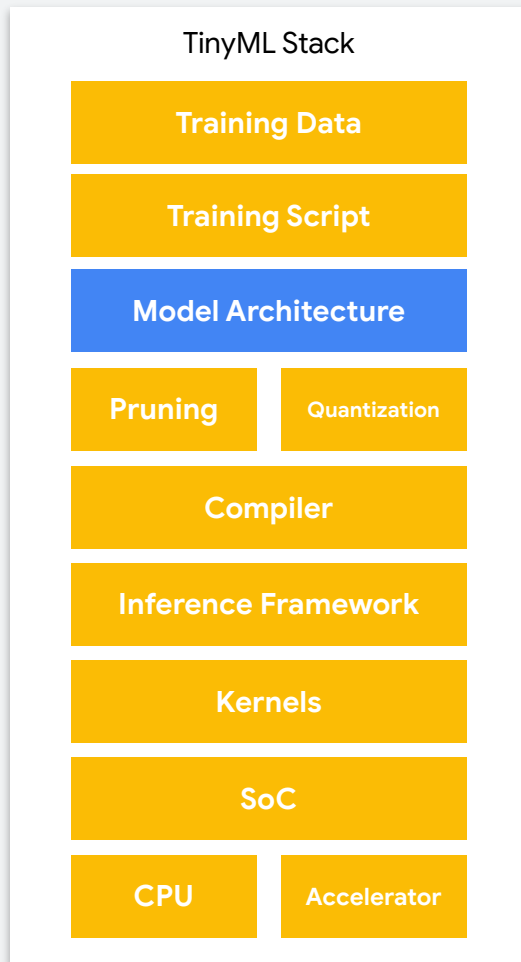 TinyML Stack
Training Data
Training Script
Model Architecture
Pruning
Quantization
Compiler
Inference Framework
Kernels
SoC
CPU
Accelerator